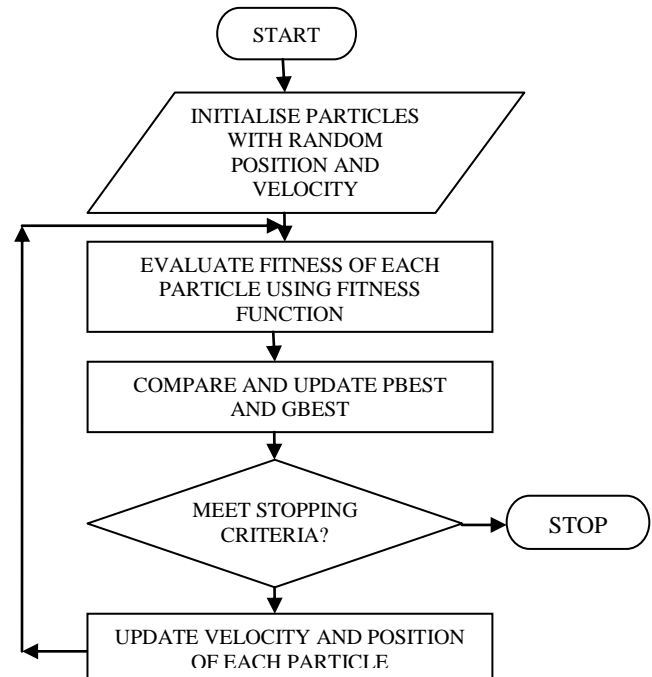 START
INITIALISE PARTICLES
WITH RANDOM
POSITION AND
VELOCITY
EVALUATE FITNESS OF EACH
PARTICLE USING FITNESS
FUNCTION
COMPARE AND UPDATE PBEST
AND GBEST
MEET STOPPING
CRITERIA?
STOP
UPDATE VELOCITY AND POSITION
OF EACH PARTICLE